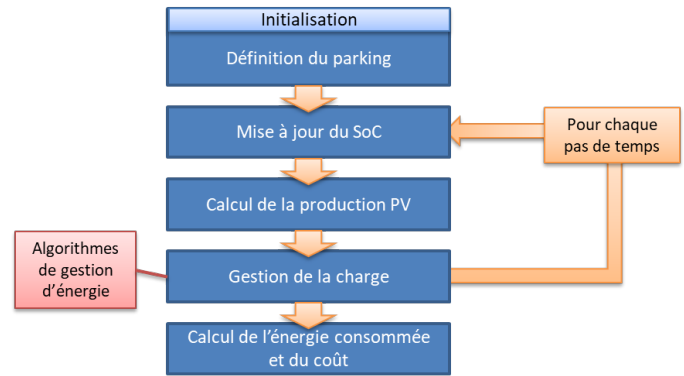 Initialisation
Définition du parking
Mise à jour du SoC
Pour chaque
pas de temps
Calcul de la production PV
Algorithmes
de gestion
d'énergie
Gestion de la charge
Calcul de l'énergie consommée
et du coût